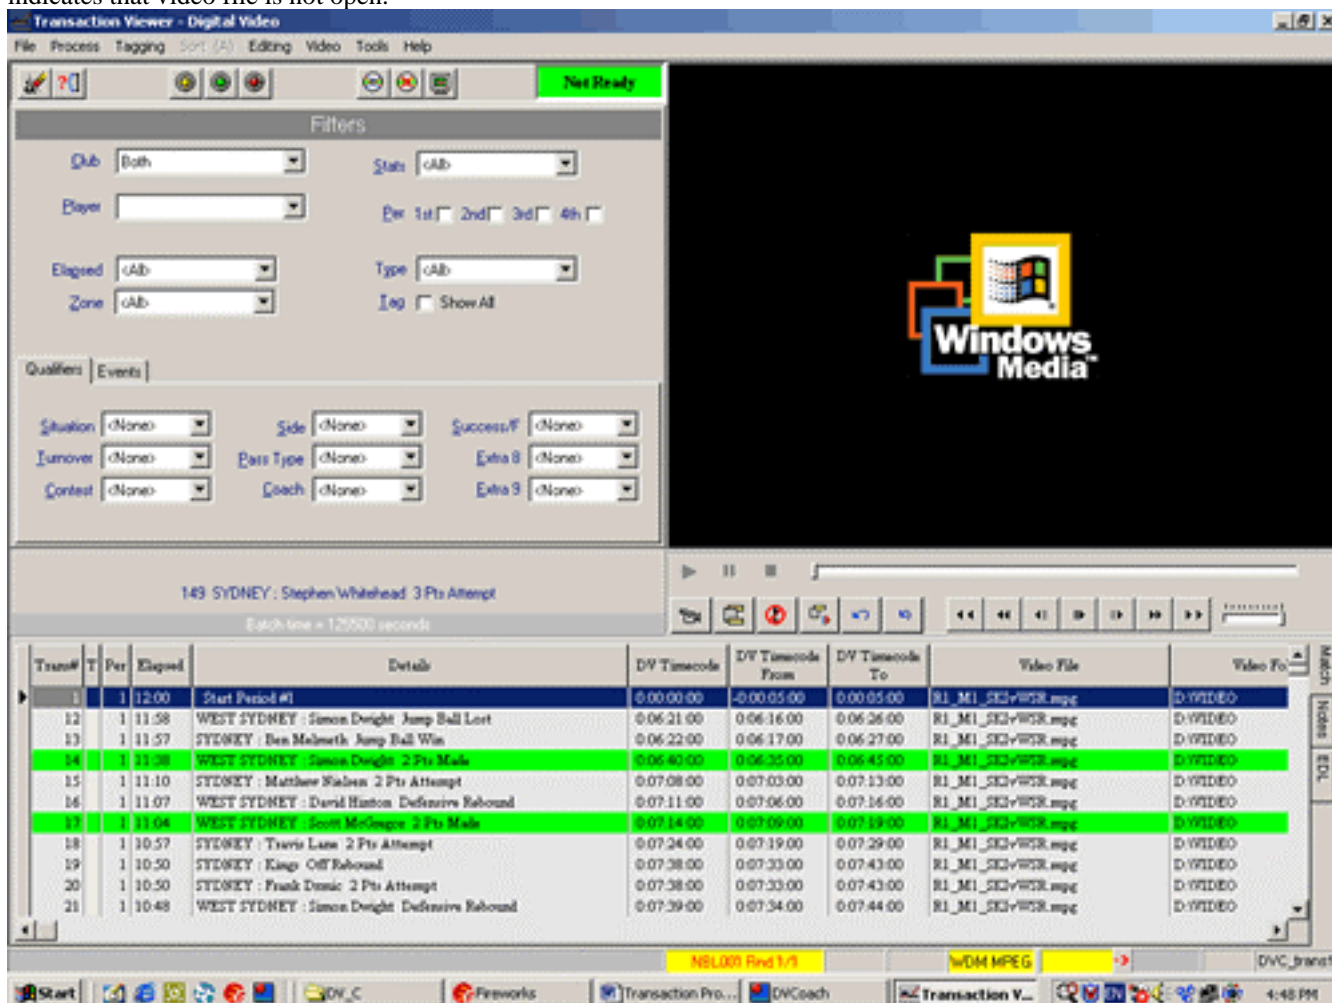 indicates that video file is not open.
Transaction Viewer - Digital Video
File Process Tagging Sort (A) Editing Video Tools Help
Not Ready
Filters
Club Both Stats <All>
Player Per 1st 2nd 3rd 4th
Elapsed <All> Type <All>
Zone <All> Tag Show All
Windows
Media™
Qualifiers Events
Situation <None> Side <None> Success/F <None>
Turnover <None> Pass Type <None> Extra 8 <None>
Contest <None> Coach <None> Extra 9 <None>
149 SYDNEY : Stephen Whitehead 3 Pts Attempt
Batch time = 129500 seconds
Trans# T Per Elapsed Details DV Timecode DV Timecode From DV Timecode To Video File Video Fo
1 1 12:00 Start Period #1 0:00:00:00 -0:00:05:00 0:00:05:00 R1_M1_SKIvWSR.mpg D:\VIDEO
12 1 11:58 WEST SYDNEY : Simon Dwight Jump Ball Lost 0:06:21:00 0:06:16:00 0:06:26:00 R1_M1_SKIvWSR.mpg D:\VIDEO
13 1 11:57 SYDNEY : Ben Melmeth Jump Ball Win 0:06:22:00 0:06:17:00 0:06:27:00 R1_M1_SKIvWSR.mpg D:\VIDEO
14 1 11:38 WEST SYDNEY : Simon Dwight 2 Pts Made 0:06:40:00 0:06:35:00 0:06:45:00 R1_M1_SKIvWSR.mpg D:\VIDEO
15 1 11:10 SYDNEY : Matthew Nielsen 2 Pts Attempt 0:07:08:00 0:07:03:00 0:07:13:00 R1_M1_SKIvWSR.mpg D:\VIDEO
16 1 11:07 WEST SYDNEY : David Hinton Defensive Rebound 0:07:11:00 0:07:06:00 0:07:16:00 R1_M1_SKIvWSR.mpg D:\VIDEO
17 1 11:04 WEST SYDNEY : Scott McGregor 2 Pts Made 0:07:14:00 0:07:09:00 0:07:19:00 R1_M1_SKIvWSR.mpg D:\VIDEO
18 1 10:57 SYDNEY : Travis Lane 2 Pts Attempt 0:07:24:00 0:07:19:00 0:07:29:00 R1_M1_SKIvWSR.mpg D:\VIDEO
19 1 10:50 SYDNEY : Kings Off Rebound 0:07:38:00 0:07:33:00 0:07:43:00 R1_M1_SKIvWSR.mpg D:\VIDEO
20 1 10:50 SYDNEY : Frank Drmic 2 Pts Attempt 0:07:38:00 0:07:33:00 0:07:43:00 R1_M1_SKIvWSR.mpg D:\VIDEO
21 1 10:48 WEST SYDNEY : Simon Dwight Defensive Rebound 0:07:39:00 0:07:34:00 0:07:44:00 R1_M1_SKIvWSR.mpg D:\VIDEO
Match
Notes
EDL
NBL001 Rnd 1/1 WDM MPEG DVC_transf
Start DV_C Fireworks Transaction Pro... DVCoach Transaction V... EN 4:48 PM